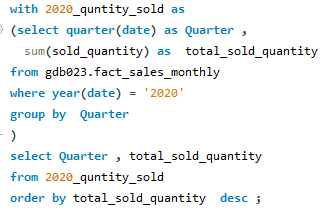 with 2020_quntity_sold as
(select quarter(date) as Quarter ,
sum(sold_quantity) as  total_sold_quantity
from gdb023.fact_sales_monthly
where year(date) = '2020'
group by  Quarter
)
select Quarter , total_sold_quantity
from 2020_quntity_sold
order by total_sold_quantity  desc ;